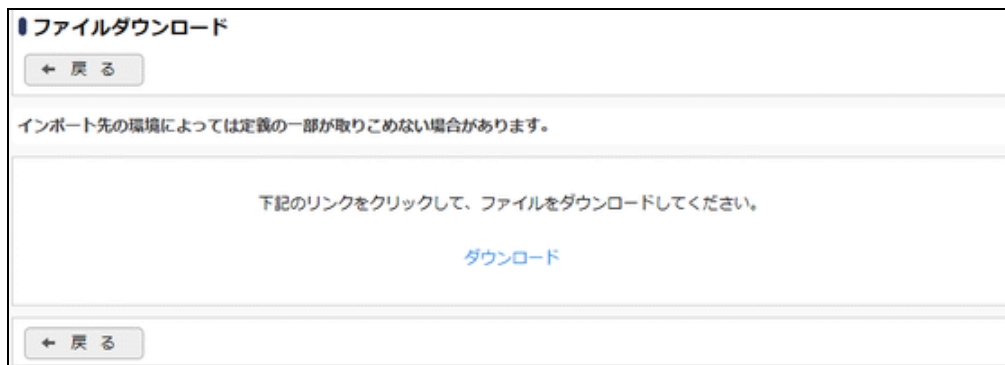 ファイルダウンロード
← 戻 る
インポート先の環境によっては定義の一部が取りこめない場合があります。
下記のリンクをクリックして、ファイルをダウンロードしてください。
ダウンロード
← 戻 る